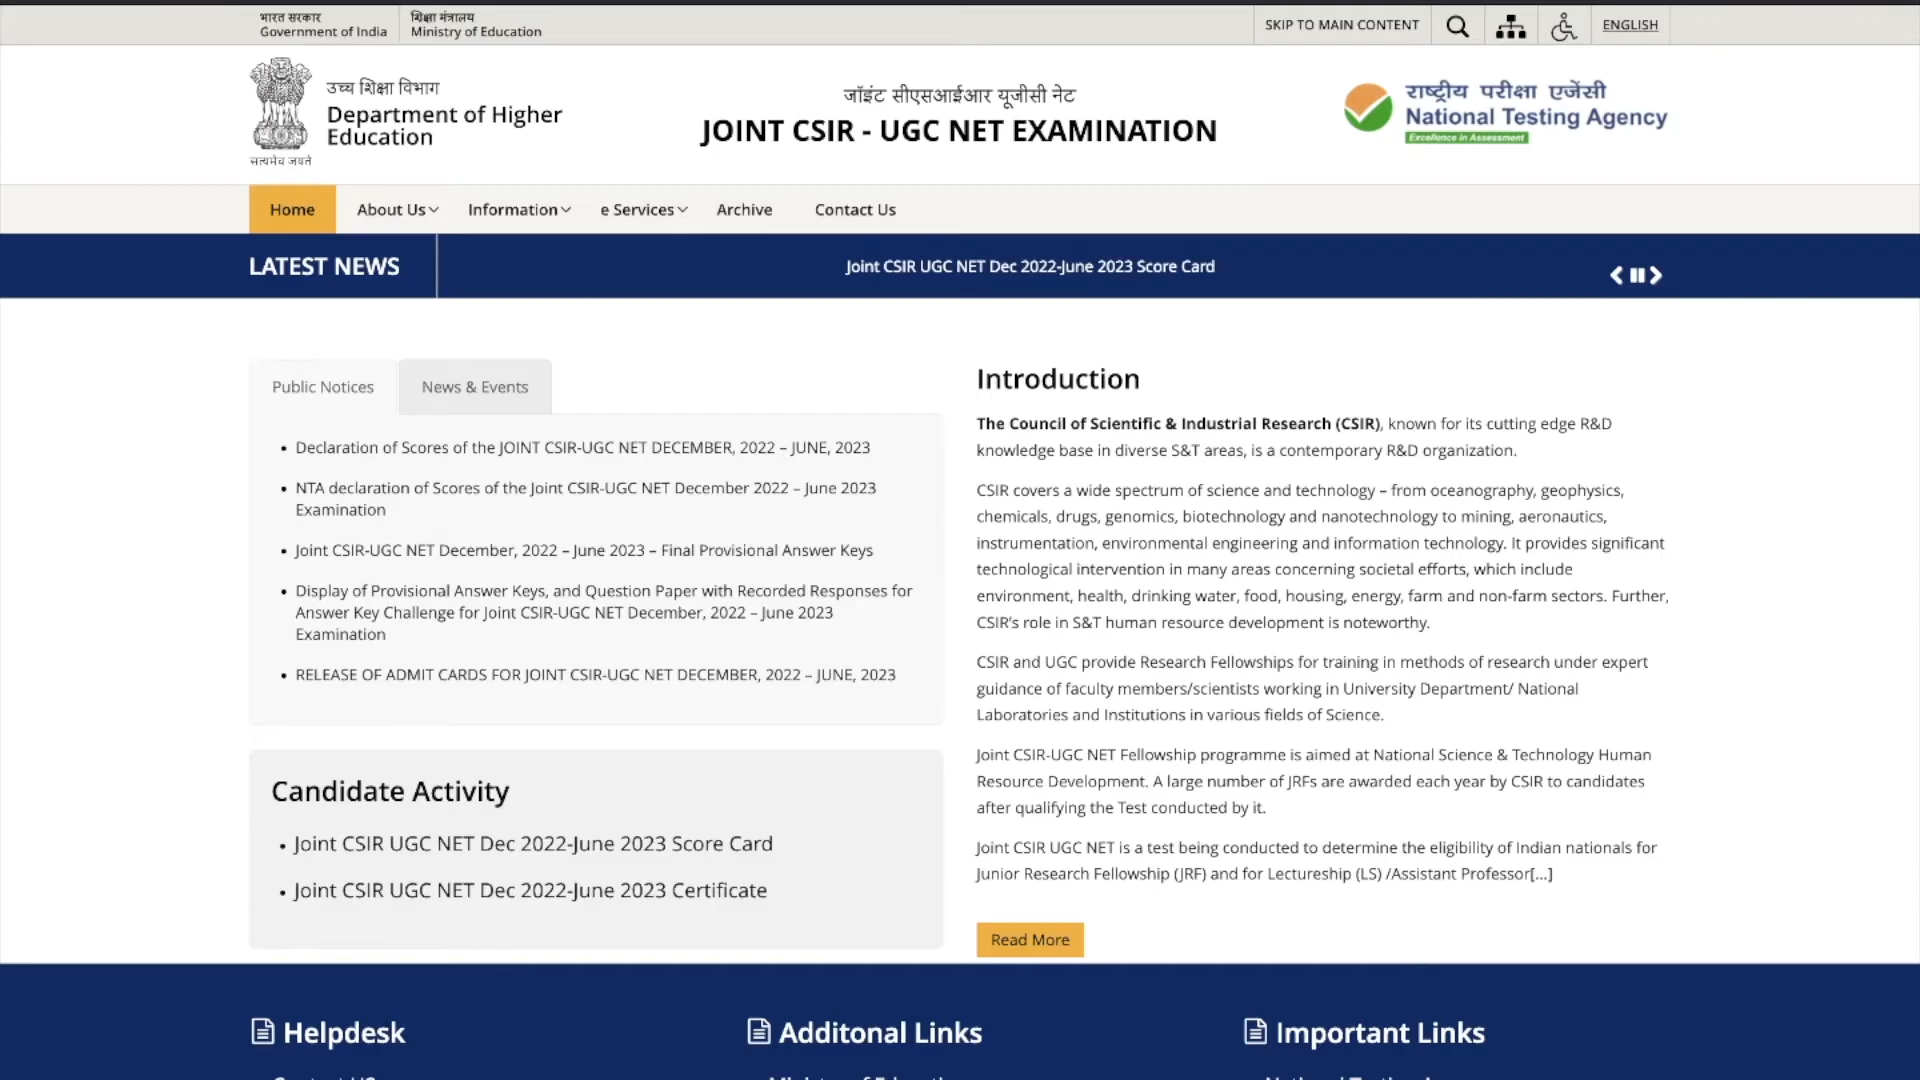 भारत सरकार
Government of India
शिक्षा मंत्रालय
Ministry of Education
SKIP TO MAIN CONTENT
ENGLISH
सत्यमेव जयते
उच्च शिक्षा विभाग
Department of Higher
Education
जॉइंट सीएसआईआर यूजीसी नेट
JOINT CSIR - UGC NET EXAMINATION
राष्ट्रीय परीक्षा एजेंसी
National Testing Agency
Excellence in Assessment
Home
About Us
Information
e Services
Archive
Contact Us
LATEST NEWS
Joint CSIR UGC NET Dec 2022-June 2023 Score Card
Public Notices
News & Events
• Declaration of Scores of the JOINT CSIR-UGC NET DECEMBER, 2022 – JUNE, 2023
• NTA declaration of Scores of the Joint CSIR-UGC NET December 2022 – June 2023
Examination
• Joint CSIR-UGC NET December, 2022 – June 2023 – Final Provisional Answer Keys
• Display of Provisional Answer Keys, and Question Paper with Recorded Responses for
Answer Key Challenge for Joint CSIR-UGC NET December, 2022 – June 2023
Examination
• RELEASE OF ADMIT CARDS FOR JOINT CSIR-UGC NET DECEMBER, 2022 – JUNE, 2023
Candidate Activity
• Joint CSIR UGC NET Dec 2022-June 2023 Score Card
• Joint CSIR UGC NET Dec 2022-June 2023 Certificate
Introduction
The Council of Scientific & Industrial Research (CSIR), known for its cutting edge R&D
knowledge base in diverse S&T areas, is a contemporary R&D organization.
CSIR covers a wide spectrum of science and technology – from oceanography, geophysics,
chemicals, drugs, genomics, biotechnology and nanotechnology to mining, aeronautics,
instrumentation, environmental engineering and information technology. It provides significant
technological intervention in many areas concerning societal efforts, which include
environment, health, drinking water, food, housing, energy, farm and non-farm sectors. Further,
CSIR's role in S&T human resource development is noteworthy.
CSIR and UGC provide Research Fellowships for training in methods of research under expert
guidance of faculty members/scientists working in University Department/ National
Laboratories and Institutions in various fields of Science.
Joint CSIR-UGC NET Fellowship programme is aimed at National Science & Technology Human
Resource Development. A large number of JRFs are awarded each year by CSIR to candidates
after qualifying the Test conducted by it.
Joint CSIR UGC NET is a test being conducted to determine the eligibility of Indian nationals for
Junior Research Fellowship (JRF) and for Lectureship (LS) /Assistant Professor[...]
Read More
Helpdesk
Additonal Links
Important Links